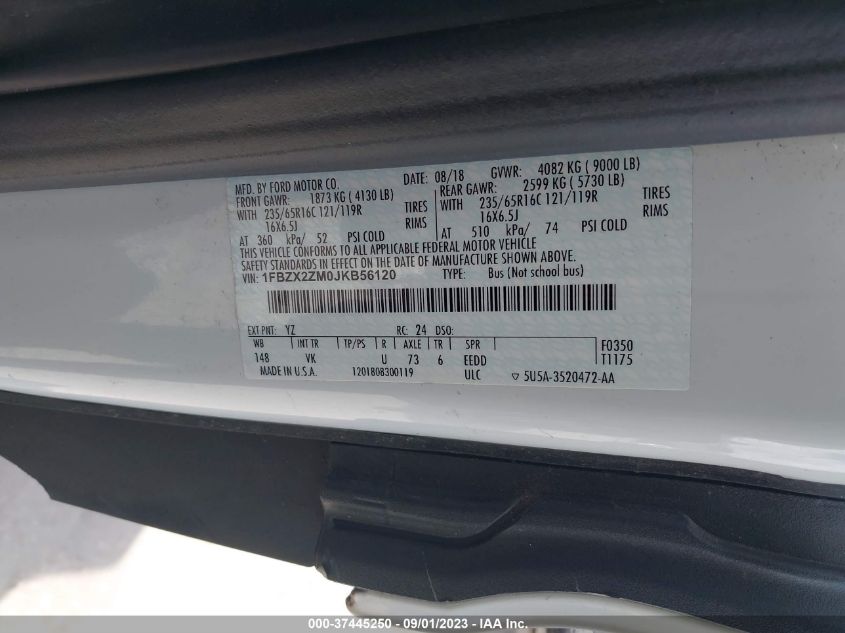 MFD. BY FORD MOTOR CO. DATE: 08/18 GVWR: 4082 KG ( 9000 LB)
FRONT GAWR: 1873 KG ( 4130 LB) REAR GAWR: 2599 KG ( 5730 LB)
WITH 235/65R16C 121/119R TIRES WITH 235/65R16C 121/119R TIRES
16X6.5J RIMS 16X6.5J RIMS
AT 360 kPa/ 52 PSI COLD AT 510 kPa/ 74 PSI COLD
THIS VEHICLE CONFORMS TO ALL APPLICABLE FEDERAL MOTOR VEHICLE
SAFETY STANDARDS IN EFFECT ON THE DATE OF MANUFACTURE SHOWN ABOVE.
VIN: 1FBZX2ZM0JKB56120 TYPE: Bus (Not school bus)
EXT PNT: YZ RC: 24 DSO:
WB INT TR TP/PS R AXLE TR SPR F0350
148 VK U 73 6 EEDD T1175
MADE IN U.S.A. 1201808300119 ULC 5U5A-3520472-AA
000-37445250 - 09/01/2023 - IAA Inc.